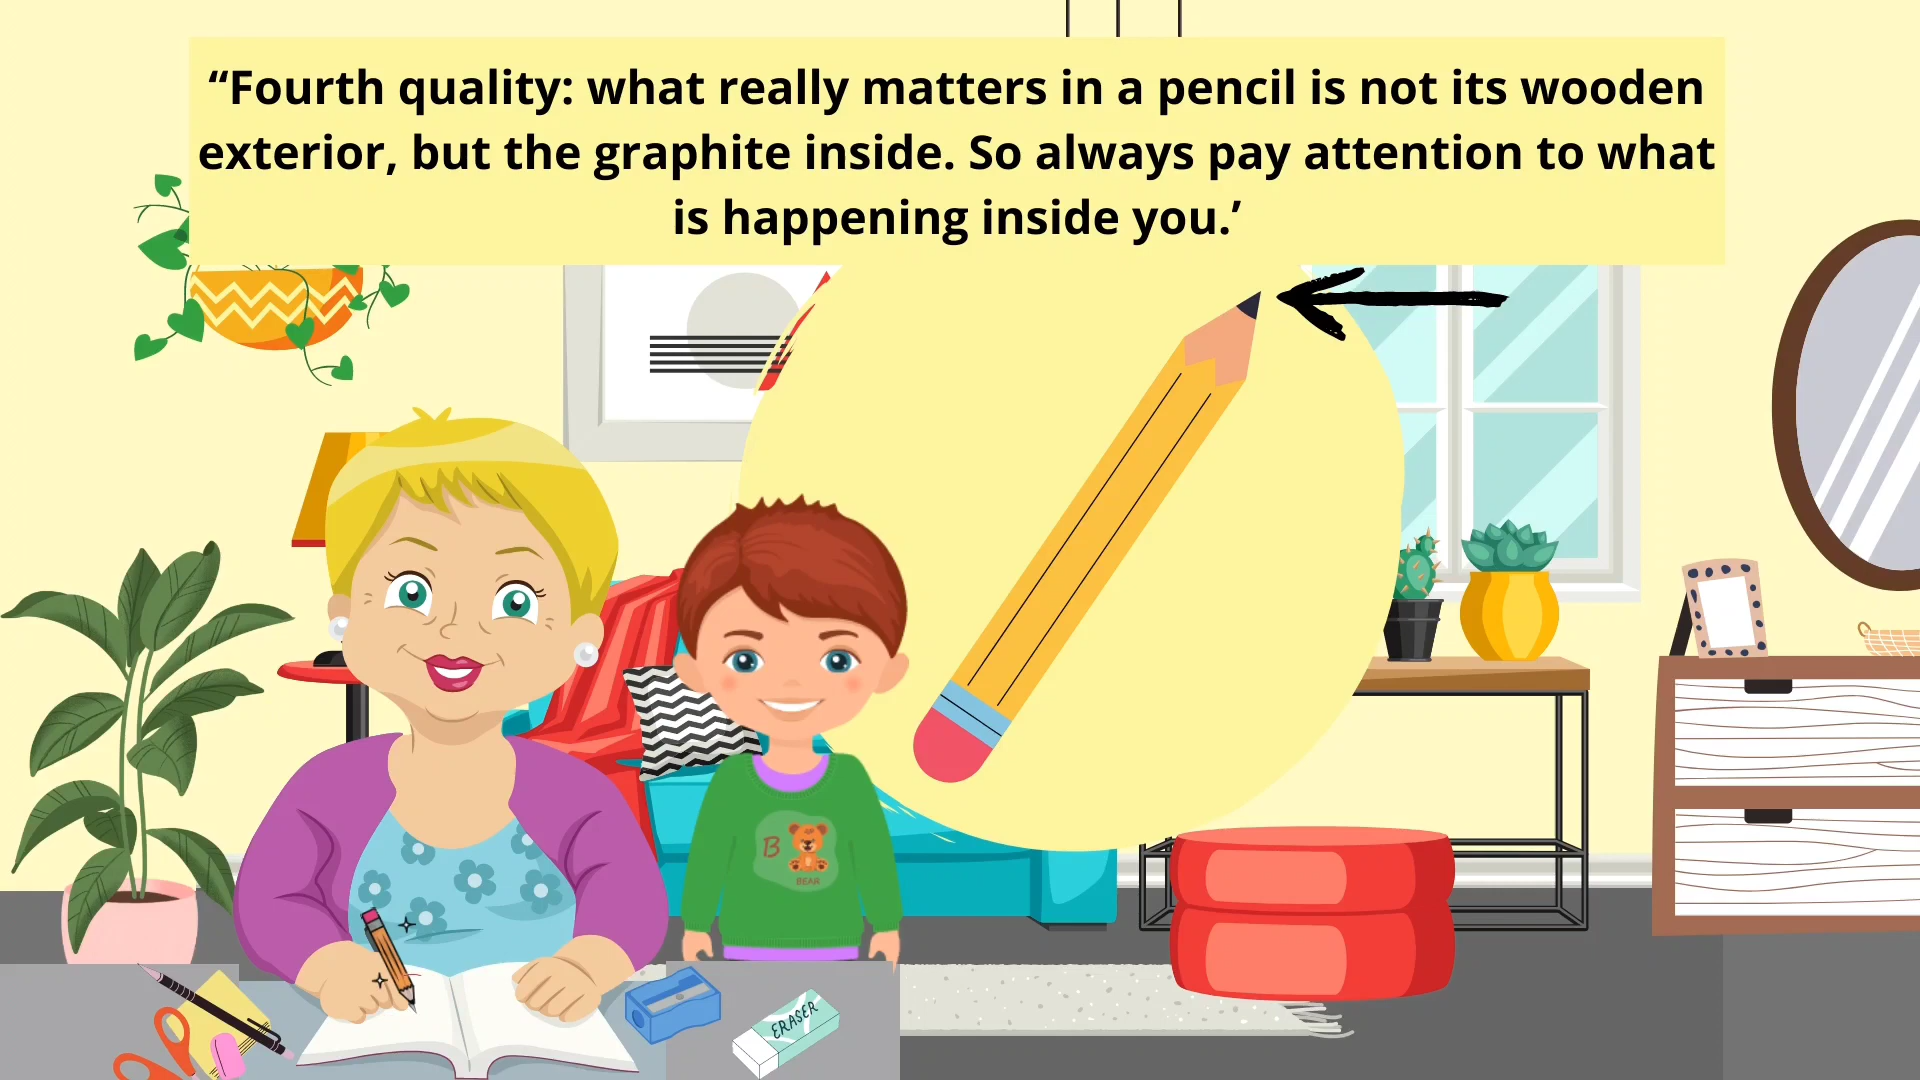 “Fourth quality: what really matters in a pencil is not its wooden
exterior, but the graphite inside. So always pay attention to what
is happening inside you.’
B
BEAR
ERASER